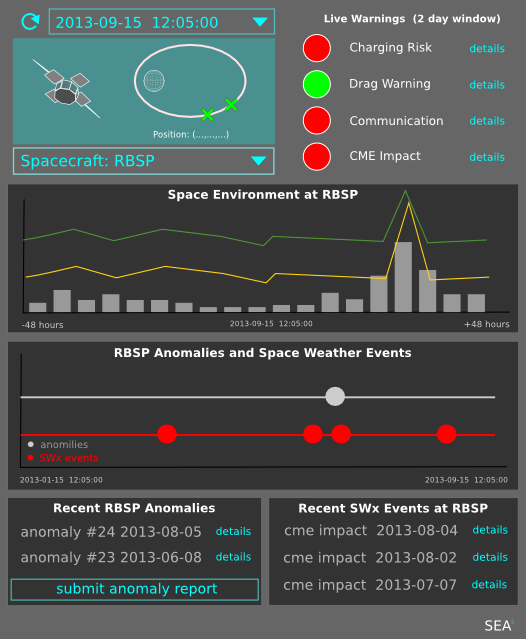 2013-09-15 12:05:00
Position: (...,...,...)
Spacecraft: RBSP
Live Warnings (2 day window)
Charging Risk details
Drag Warning details
Communication details
CME Impact details
Space Environment at RBSP
-48 hours 2013-09-15 12:05:00 +48 hours
RBSP Anomalies and Space Weather Events
anomilies
SWx events
2013-01-15 12:05:00 2013-09-15 12:05:00
Recent RBSP Anomalies
anomaly #24 2013-08-05 details
anomaly #23 2013-06-08 details
submit anomaly report
Recent SWx Events at RBSP
cme impact 2013-08-04 details
cme impact 2013-08-02 details
cme impact 2013-07-07 details
SEA